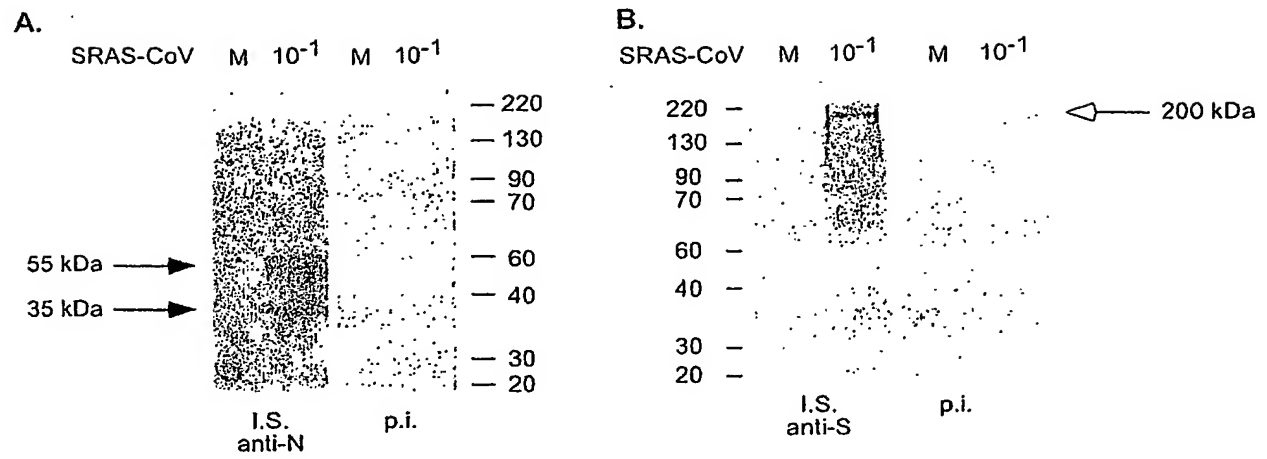 A.
SRAS-CoV M 10⁻¹ M 10⁻¹
220
130
90
70
60
40
30
20
55 kDa
35 kDa
I.S.
anti-N
p.i.
B.
SRAS-CoV M 10⁻¹ M 10⁻¹
220
130
90
70
60
40
30
20
200 kDa
I.S.
anti-S
p.i.